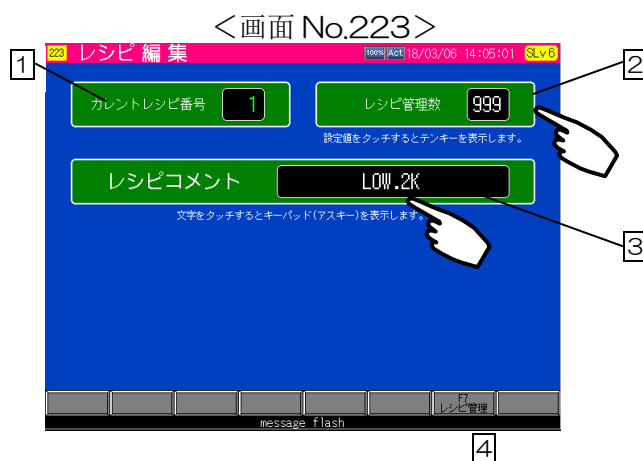 ＜画面 No.223＞
223 レシピ編集 100% Act 18/03/06 14:05:01 SLv6
1
2
カレントレシピ番号 1 レシピ管理数 999
設定値をタッチするとテンキーを表示します。
レシピコメント LOW.2K
文字をタッチするとキーパッド(アスキー)を表示します。
3
F7
レシピ管理
message flash
4